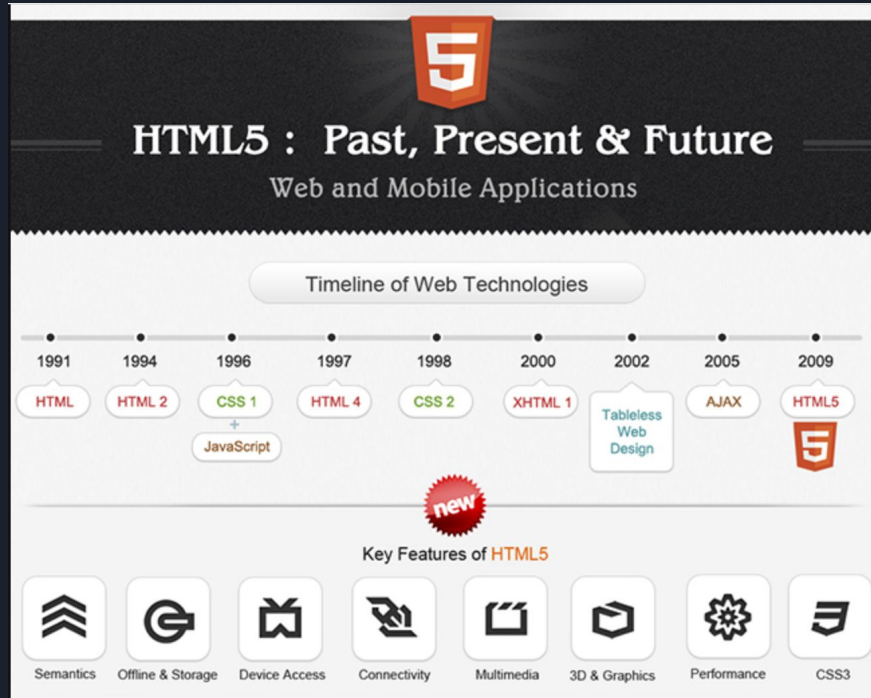 5
HTML5 : Past, Present & Future
Web and Mobile Applications
Timeline of Web Technologies
1991 1994 1996 1997 1998 2000 2002 2005 2009
HTML HTML 2 CSS 1 HTML 4 CSS 2 XHTML 1 Tableless AJAX HTML5
+ Web
JavaScript Design 5
new
Key Features of HTML5
Semantics Offline & Storage Device Access Connectivity Multimedia 3D & Graphics Performance CSS3